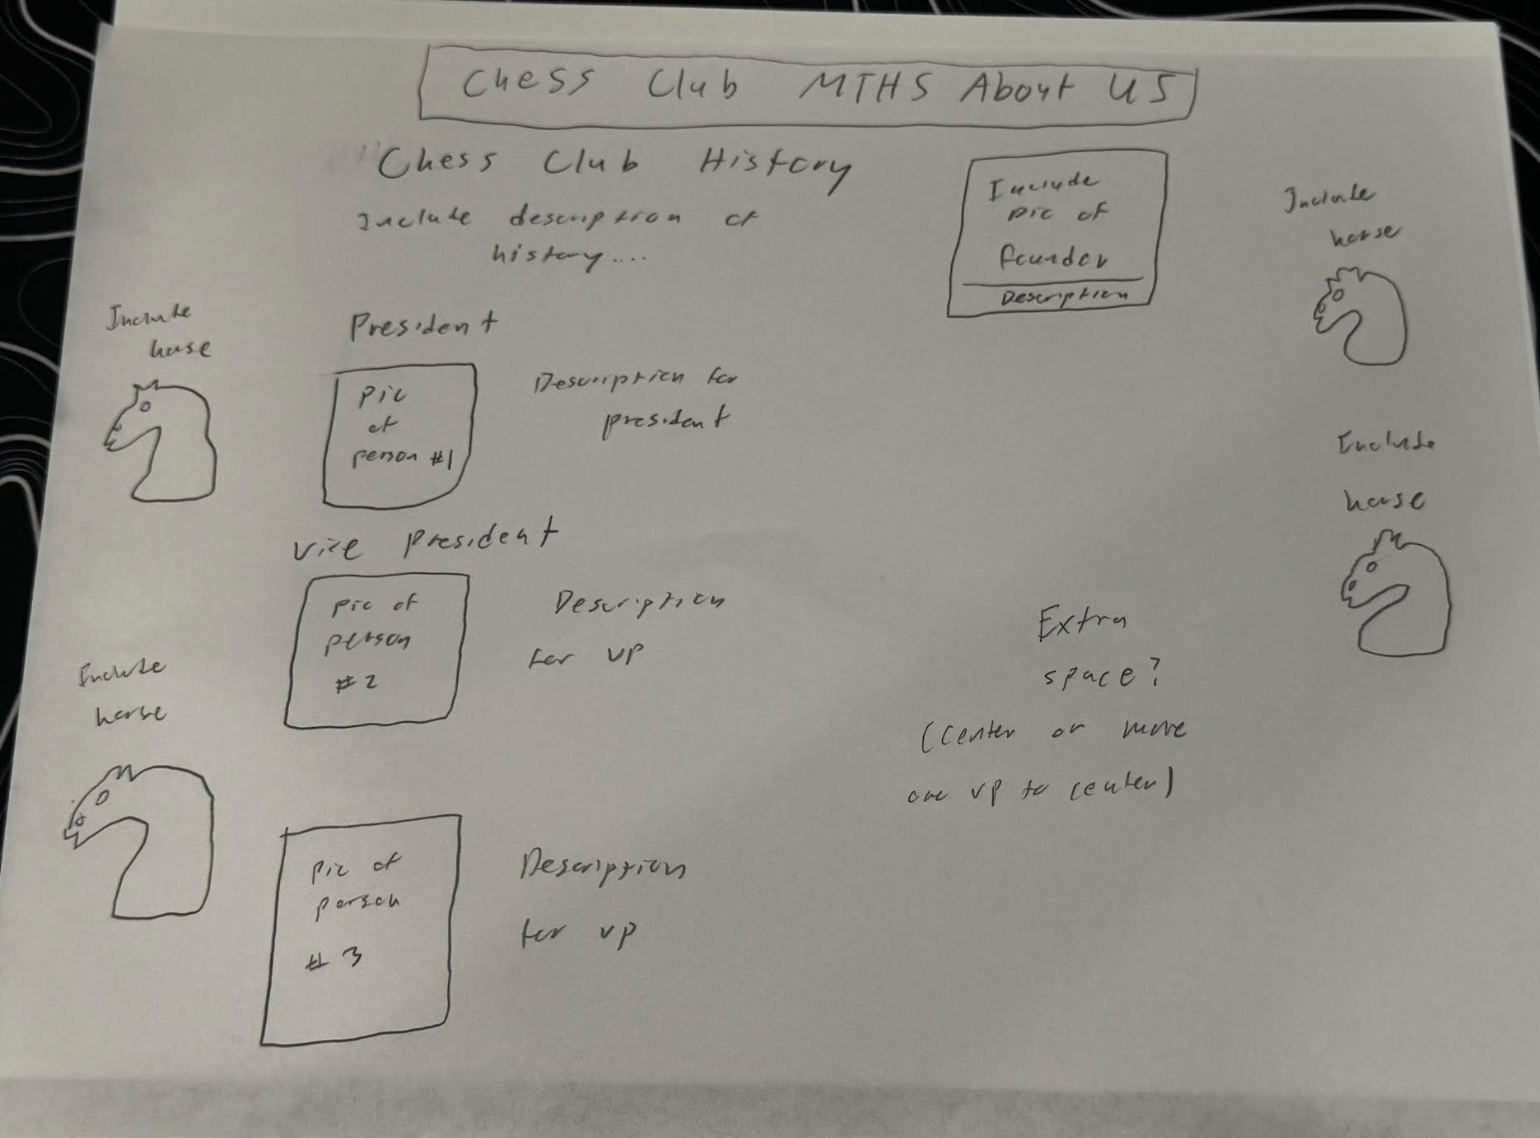 Chess Club MTHS About US
Chess Club History
Include description of
history....
Include
pic of
founder
Description
Include
horse
Include
horse
President
Pic
of
person #1
Description for
president
Include
horse
Vice President
pic of
person
#2
Description
for VP
Extra
space?
(center or move
one VP to center)
Include
horse
pic of
person
#3
Description
for VP